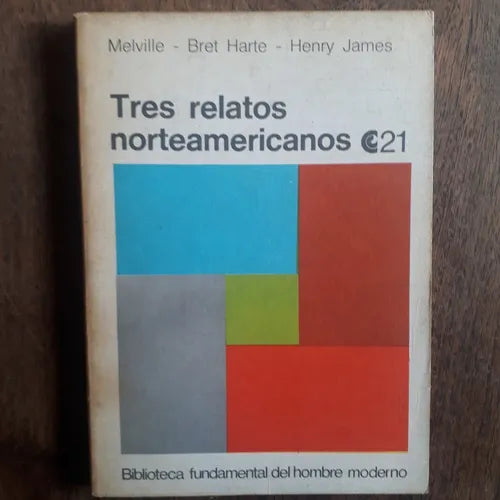 Melville - Bret Harte - Henry James
Tres relatos
norteamericanos 21
Biblioteca fundamental del hombre moderno